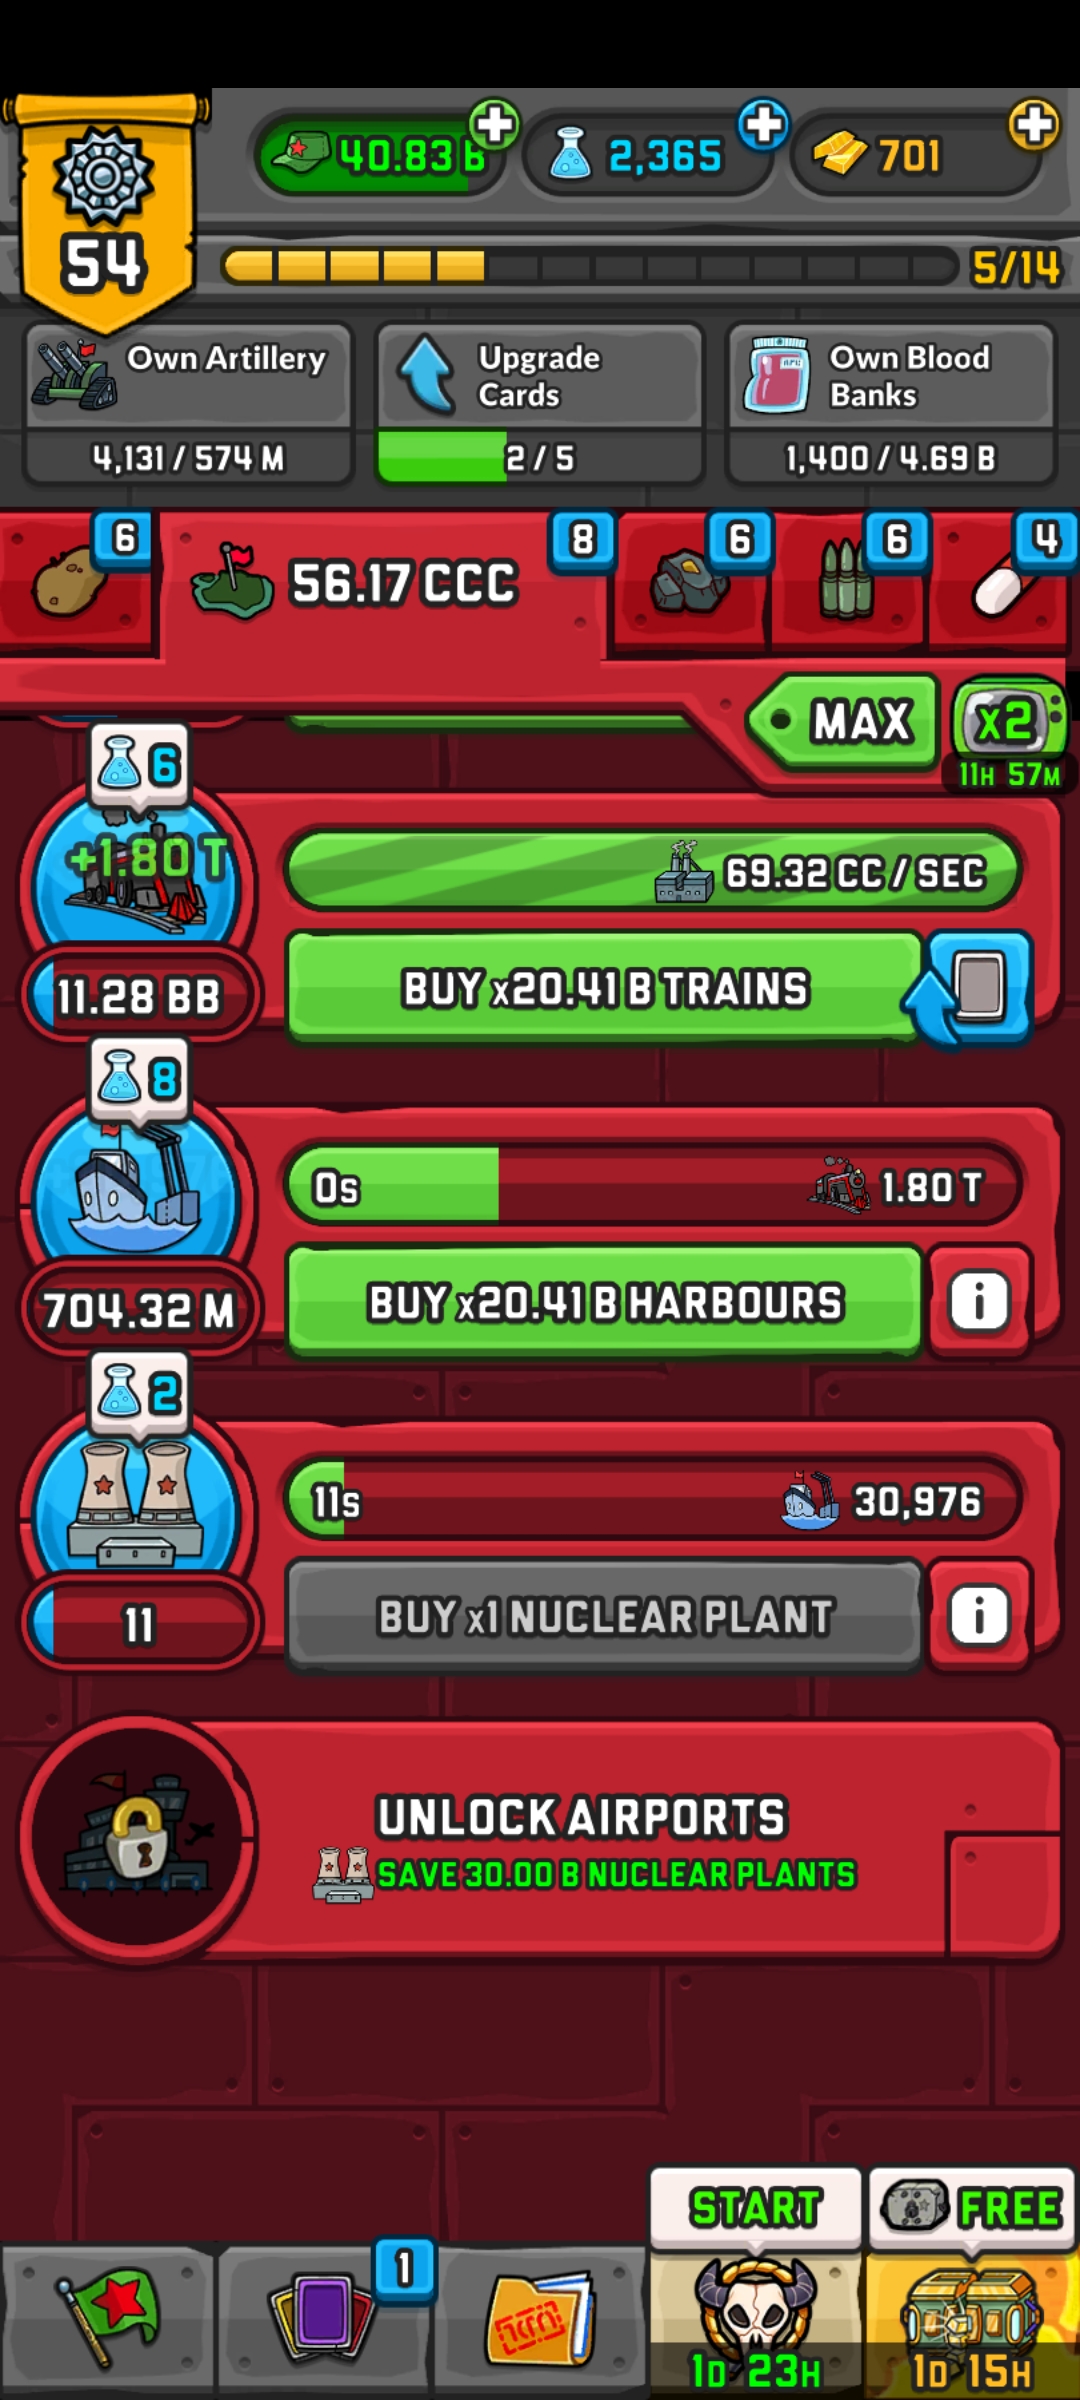 54
40.83 B
2,365
701
5/14
Own Artillery
4,131 / 574 M
Upgrade
Cards
2 / 5
Own Blood
Banks
1,400 / 4.69 B
6
56.17 CCC
8
6
6
4
MAX
x2
11H 57M
6
+1.80 T
69.32 CC / SEC
11.28 BB
BUY x20.41 B TRAINS
8
0s
1.80 T
704.32 M
BUY x20.41 B HARBOURS
i
2
11s
30,976
11
BUY x1 NUCLEAR PLANT
i
UNLOCK AIRPORTS
SAVE 30.00 B NUCLEAR PLANTS
START
FREE
1
1D 23H
1D 15H